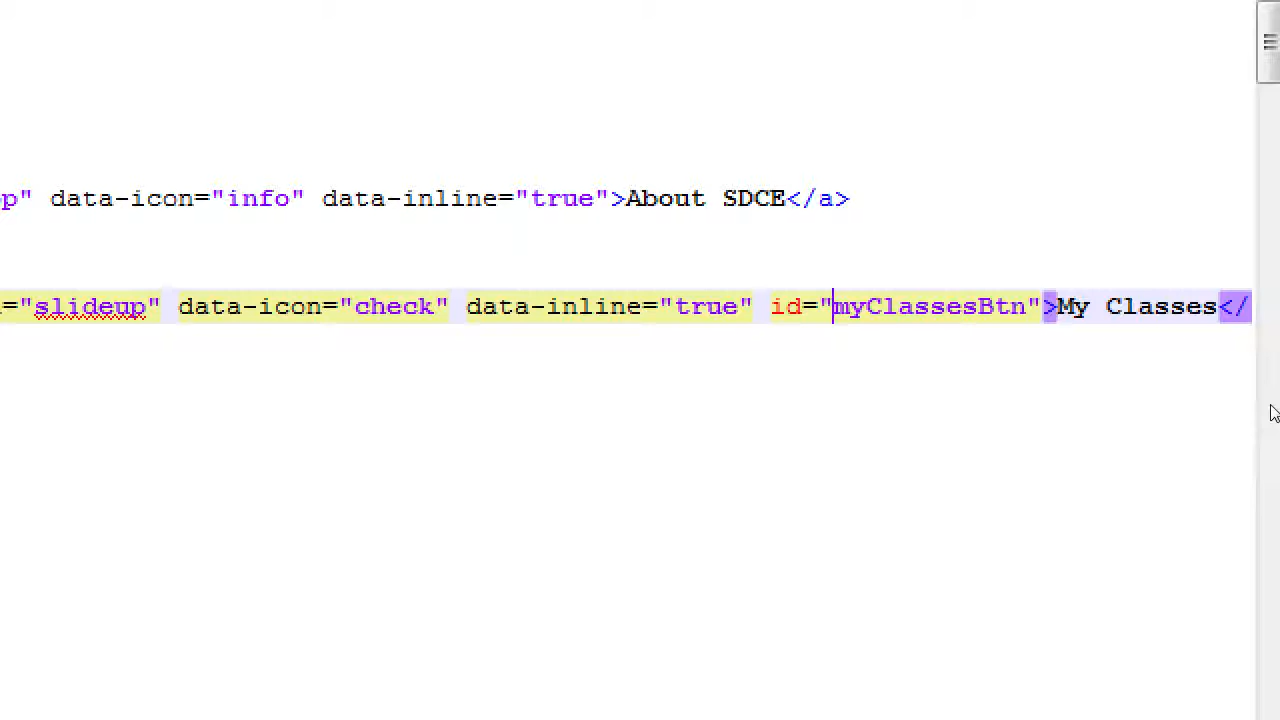 p" data-icon="info" data-inline="true">About SDCE</a>
="slideup" data-icon="check" data-inline="true" id="myClassesBtn">My Classes</